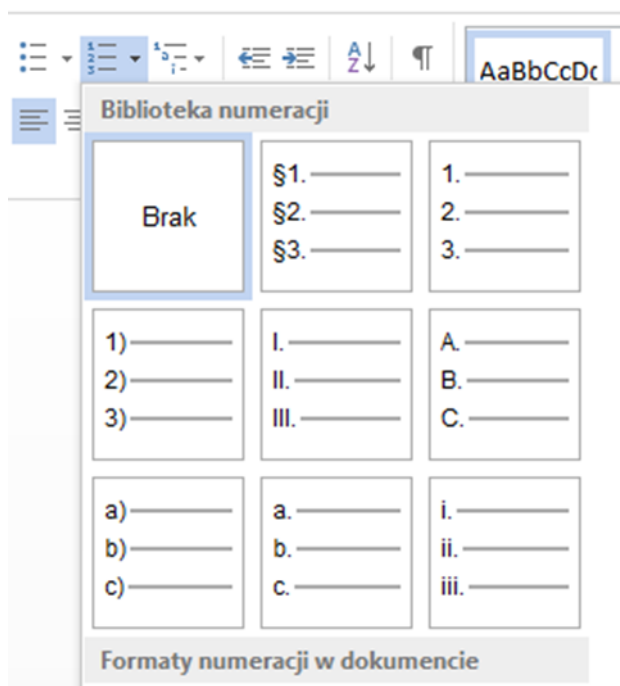 AaBbCcDc
Biblioteka numeracji
Brak
§1.
§2.
§3.
1.
2.
3.
1)
2)
3)
I.
II.
III.
A.
B.
C.
a)
b)
c)
a.
b.
c.
i.
ii.
iii.
Formaty numeracji w dokumencie